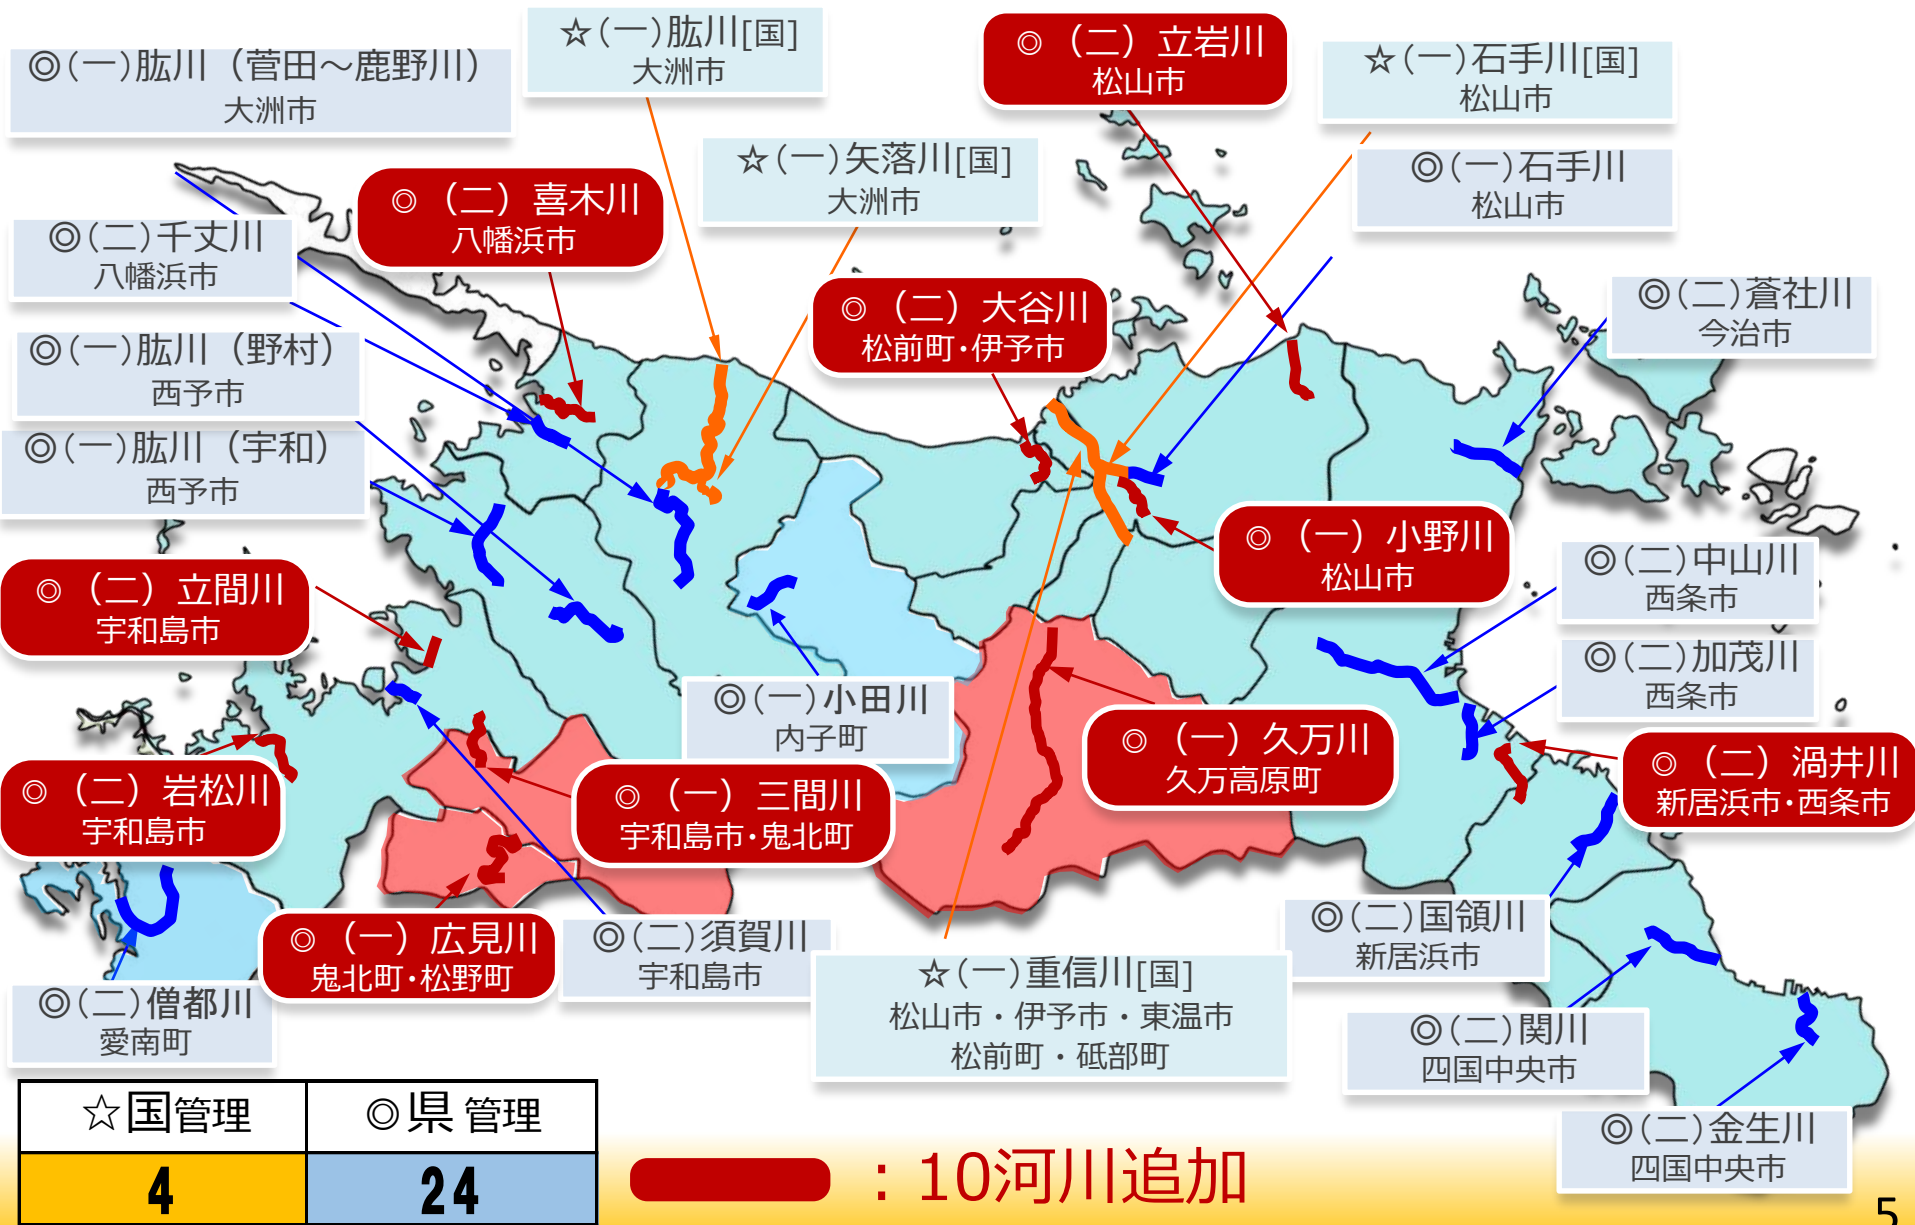 ☆(一)肱川[国]
大洲市
◎(二)立岩川
松山市
☆(一)石手川[国]
松山市
◎(一)肱川（菅田～鹿野川）
大洲市
☆(一)矢落川[国]
大洲市
◎(一)石手川
松山市
◎(二)喜木川
八幡浜市
◎(二)千丈川
八幡浜市
◎(二)大谷川
松前町・伊予市
◎(二)蒼社川
今治市
◎(一)肱川（野村）
西予市
◎(一)肱川（宇和）
西予市
◎(一)小野川
松山市
◎(二)中山川
西条市
◎(二)立間川
宇和島市
◎(二)加茂川
西条市
◎(一)小田川
内子町
◎(一)久万川
久万高原町
◎(二)渦井川
新居浜市・西条市
◎(二)岩松川
宇和島市
◎(一)三間川
宇和島市・鬼北町
◎(一)広見川
鬼北町・松野町
◎(二)須賀川
宇和島市
◎(二)国領川
新居浜市
☆(一)重信川[国]
松山市・伊予市・東温市
松前町・砥部町
◎(二)僧都川
愛南町
◎(二)関川
四国中央市
◎(二)金生川
四国中央市
☆国管理 ◎県管理
4 24
：10河川追加
5